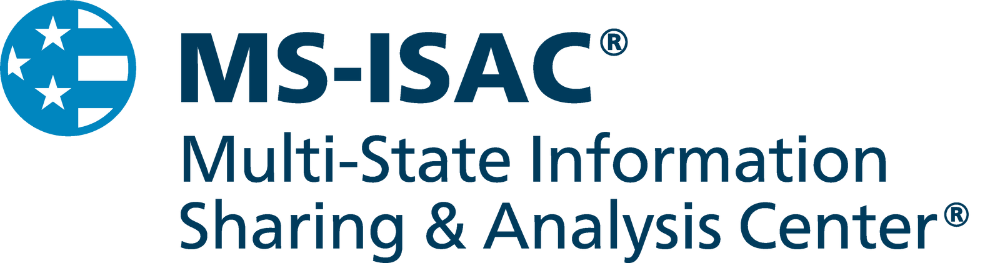 MS-ISAC®
Multi-State Information
Sharing & Analysis Center®